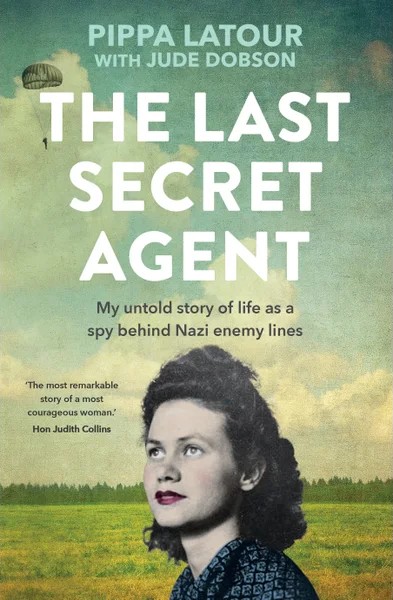 PIPPA LATOUR
WITH JUDE DOBSON
THE LAST
SECRET
AGENT
My untold story of life as a
spy behind Nazi enemy lines
‘The most remarkable
story of a most
courageous woman.’
Hon Judith Collins